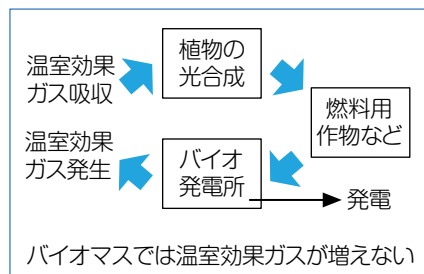 植物の
光合成
温室効果
ガス吸収
燃料用
作物など
温室効果
ガス発生
バイオ
発電所
発電
バイオマスでは温室効果ガスが増えない